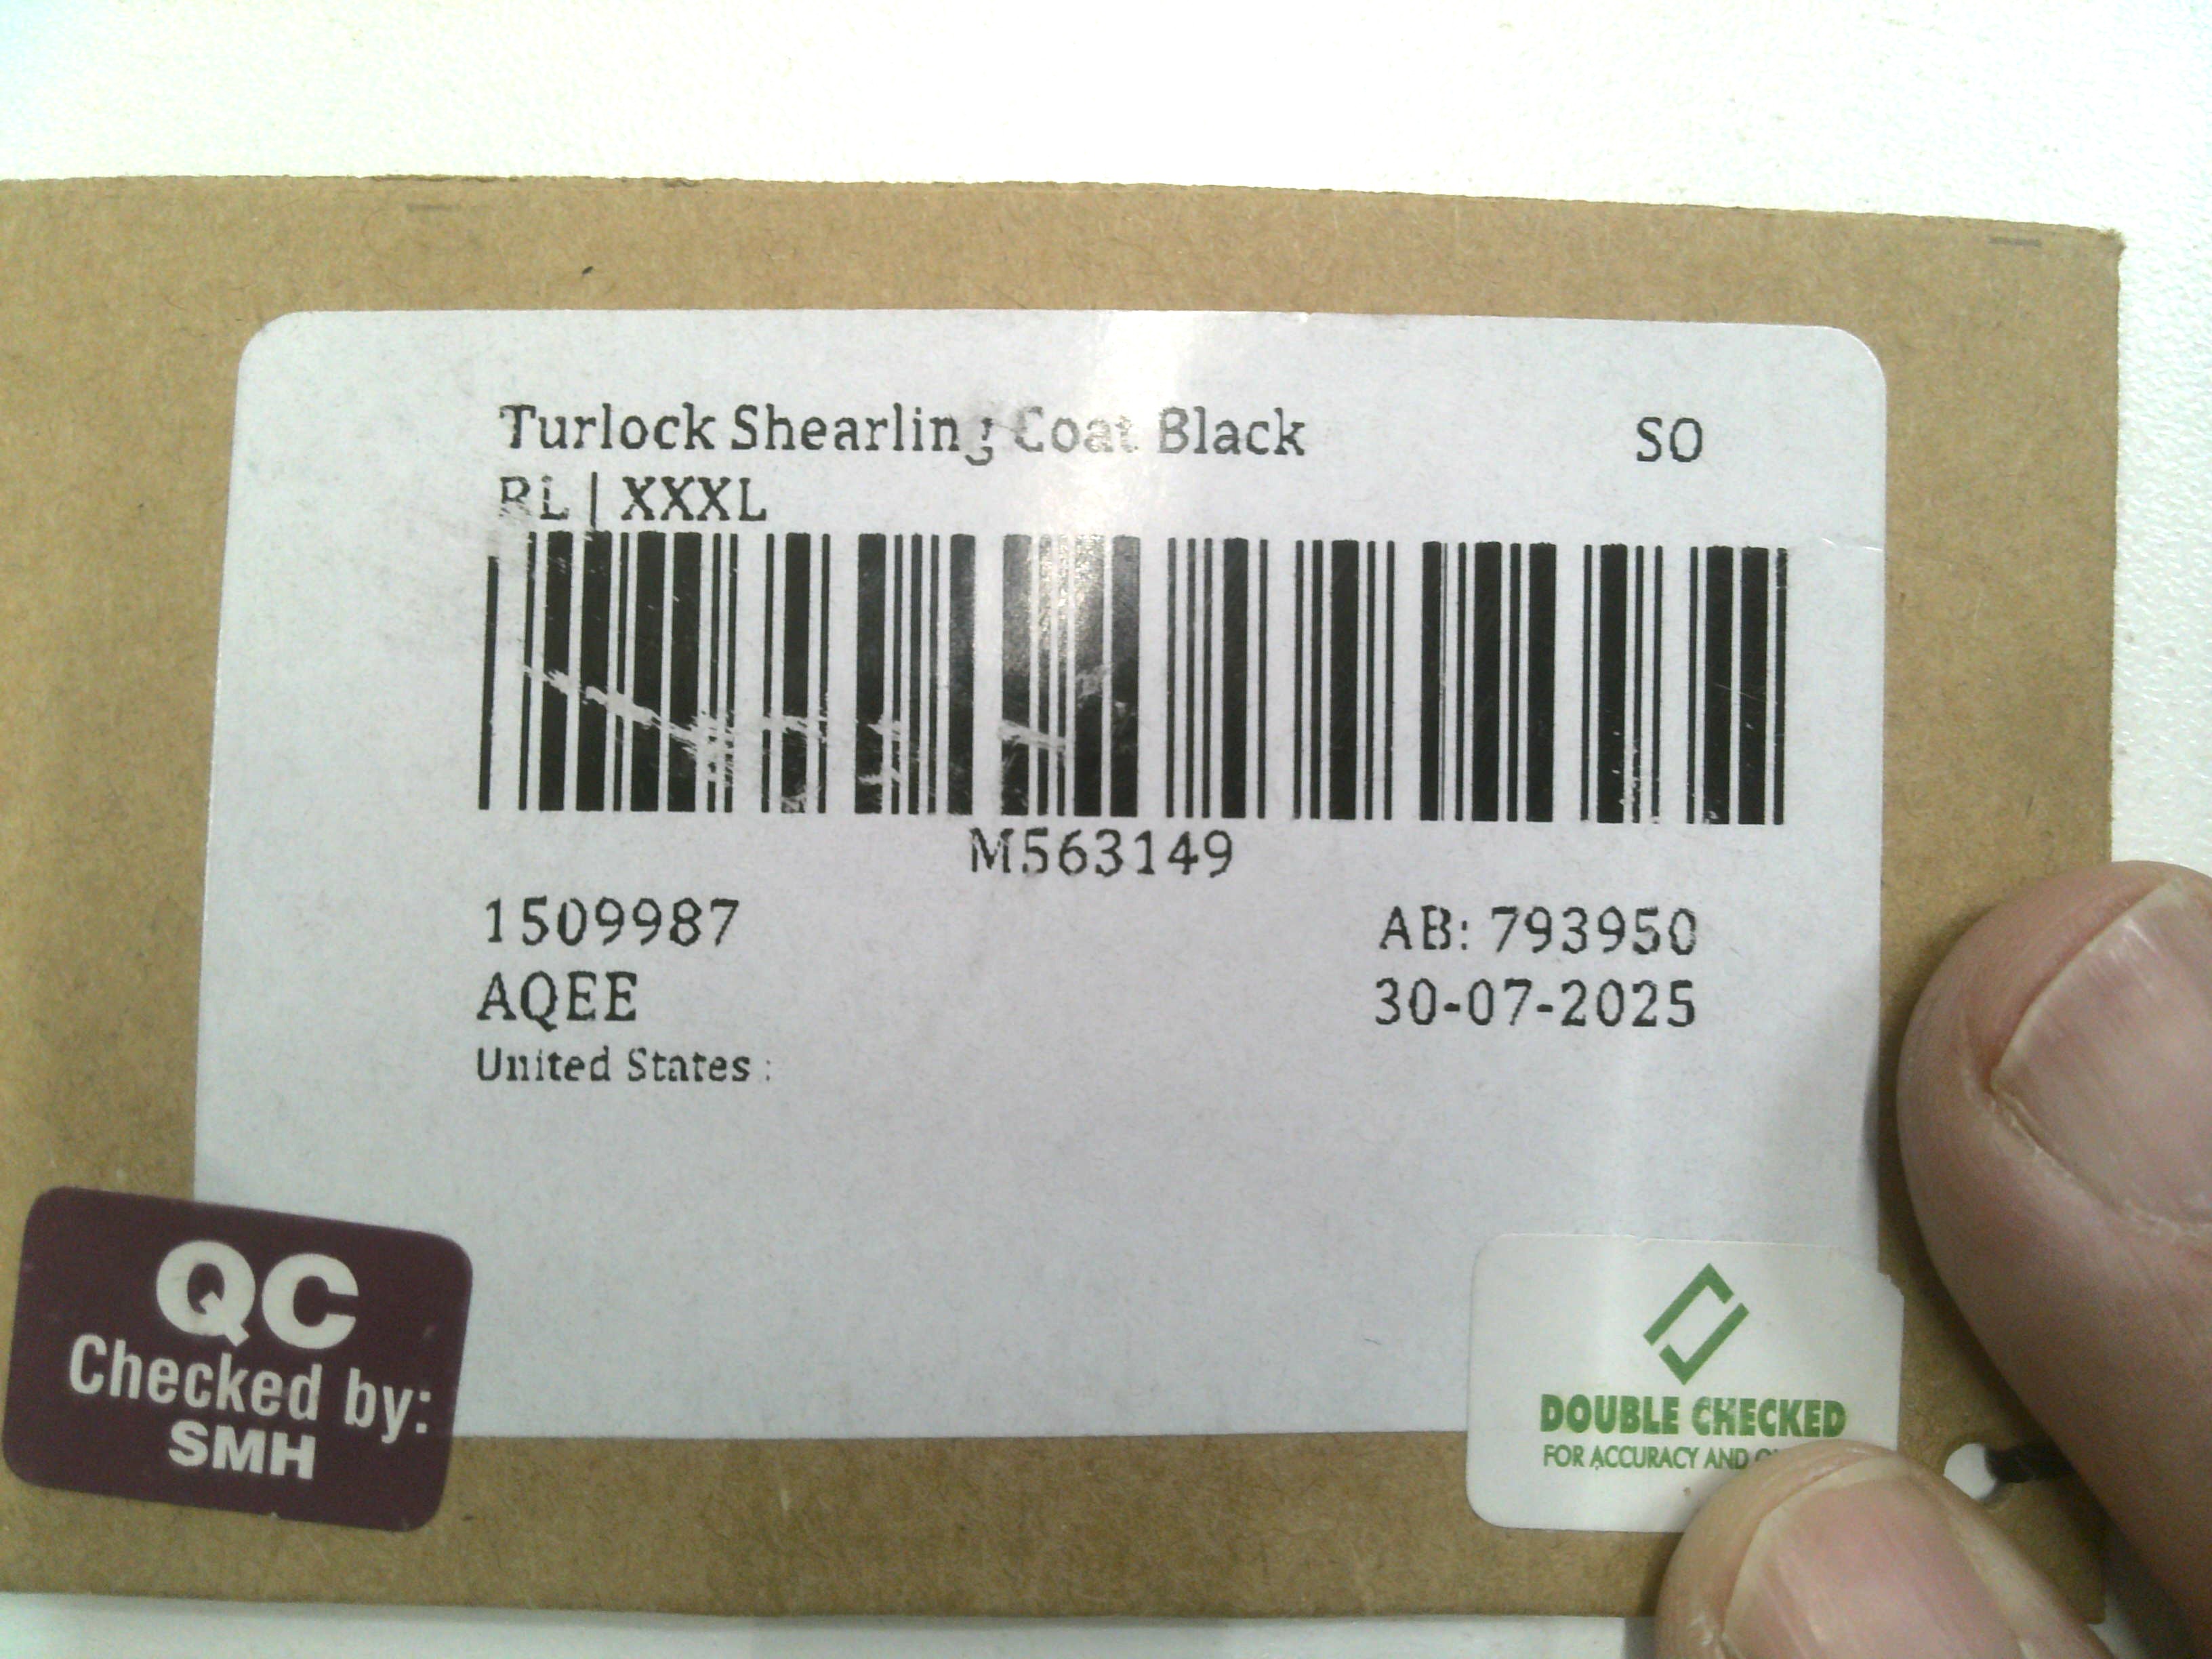 Turlock Shearling Coat Black SO
RL | XXXL
M563149
1509987 AB: 793950
AQEE 30-07-2025
United States :
QC
Checked by:
SMH
DOUBLE CHECKED
FOR ACCURACY AND